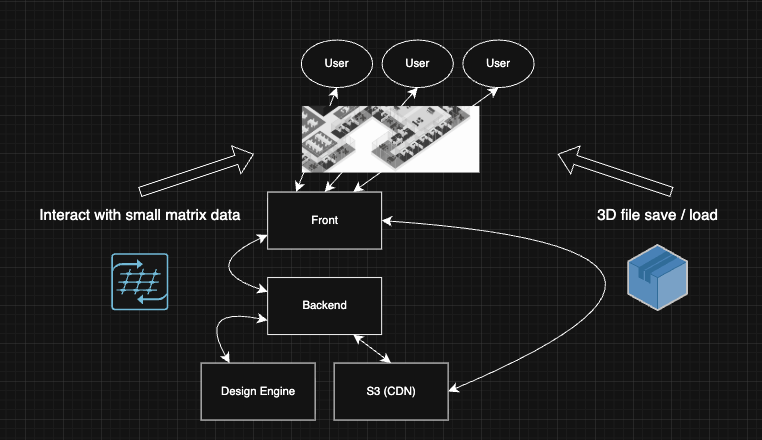 User
User
User
Interact with small matrix data
3D file save / load
Front
Backend
Design Engine
S3 (CDN)